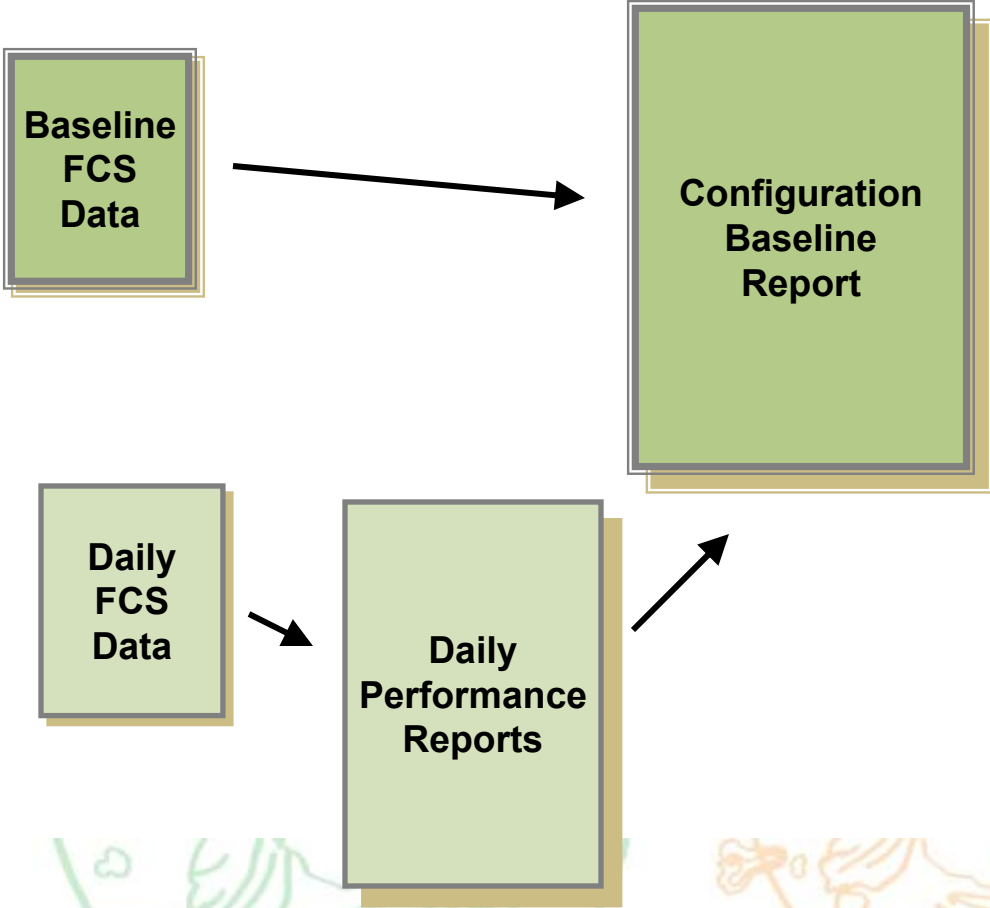 Baseline
FCS
Data
Configuration
Baseline
Report
Daily
FCS
Data
Daily
Performance
Reports